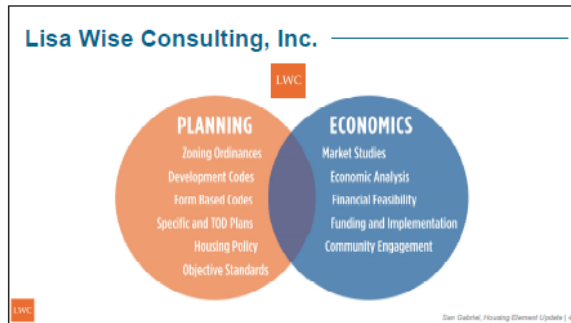 Lisa Wise Consulting, Inc.
LWC
PLANNING
Zoning Ordinances
Development Codes
Form Based Codes
Specific and TOD Plans
Housing Policy
Objective Standards
ECONOMICS
Market Studies
Economic Analysis
Financial Feasibility
Funding and Implementation
Community Engagement
LWC
San Gabriel, Housing Element Update | 4